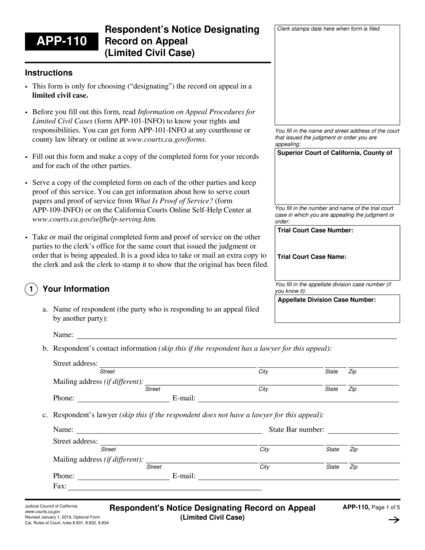 APP-110
Respondent's Notice Designating
Record on Appeal
(Limited Civil Case)
Clerk stamps date here when form is filed.
Instructions
• This form is only for choosing ("designating") the record on appeal in a
limited civil case.
• Before you fill out this form, read Information on Appeal Procedures for
Limited Civil Cases (form APP-101-INFO) to know your rights and
responsibilities. You can get form APP-101-INFO at any courthouse or
county law library or online at www.courts.ca.gov/forms.
• Fill out this form and make a copy of the completed form for your records
and for each of the other parties.
• Serve a copy of the completed form on each of the other parties and keep
proof of this service. You can get information about how to serve court
papers and proof of service from What Is Proof of Service? (form
APP-109-INFO) or on the California Courts Online Self-Help Center at
www.courts.ca.gov/selfhelp-serving.htm.
• Take or mail the original completed form and proof of service on the other
parties to the clerk's office for the same court that issued the judgment or
order that is being appealed. It is a good idea to take or mail an extra copy to
the clerk and ask the clerk to stamp it to show that the original has been filed.
You fill in the name and street address of the court
that issued the judgment or order you are
appealing:
Superior Court of California, County of
You fill in the number and name of the trial court
case in which you are appealing the judgment or
order:
Trial Court Case Number:
Trial Court Case Name:
You fill in the appellate division case number (if
you know it):
Appellate Division Case Number:
1 Your Information
a. Name of respondent (the party who is responding to an appeal filed
by another party):
Name:
b. Respondent's contact information (skip this if the respondent has a lawyer for this appeal):
Street address:
Street City State Zip
Mailing address (if different):
Street City State Zip
Phone: E-mail:
c. Respondent's lawyer (skip this if the respondent does not have a lawyer for this appeal):
Name: State Bar number:
Street address:
Street City State Zip
Mailing address (if different):
Street City State Zip
Phone: E-mail:
Fax:
Judicial Council of California
www.courts.ca.gov
Revised January 1, 2019, Optional Form
Cal. Rules of Court, rules 8.831, 8.832, 8.834
Respondent's Notice Designating Record on Appeal
(Limited Civil Case)
APP-110, Page 1 of 5